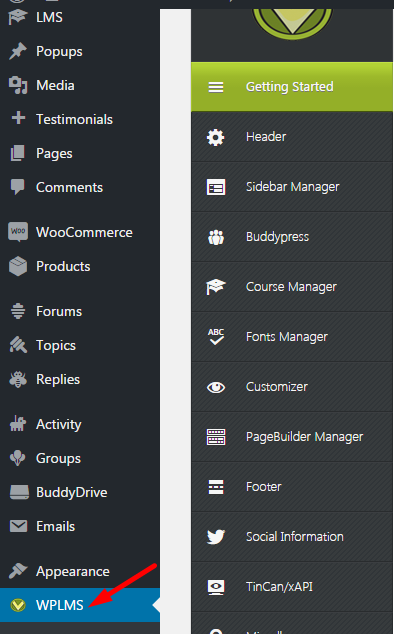 LMS
Popups
Media
Testimonials
Pages
Comments
WOO WooCommerce
Products
Forums
Topics
Replies
Activity
Groups
BuddyDrive
Emails
Appearance
WPLMS
Getting Started
Header
Sidebar Manager
Buddypress
Course Manager
ABC Fonts Manager
Customizer
PageBuilder Manager
Footer
Social Information
TinCan/xAPI